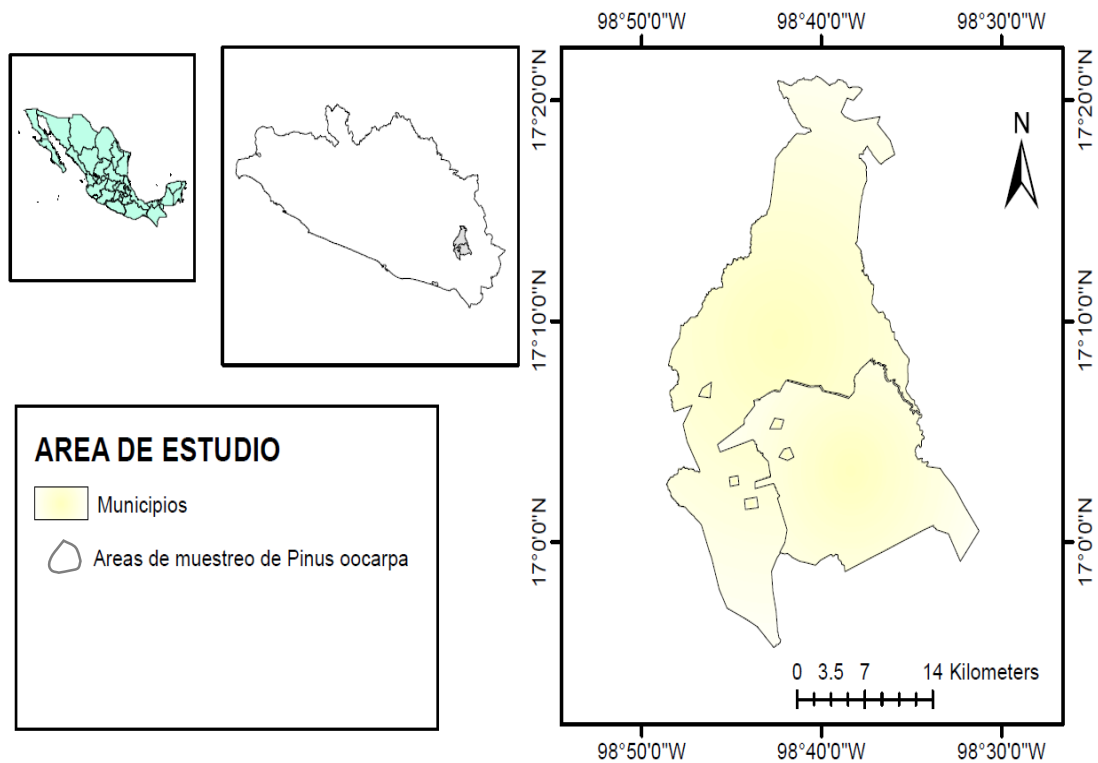 98°50'0"W 98°40'0"W 98°30'0"W
17°20'0"N 17°20'0"N
N
17°10'0"N 17°10'0"N
AREA DE ESTUDIO
Municipios
Areas de muestreo de Pinus oocarpa
17°0'0"N 17°0'0"N
0 3.5 7 14 Kilometers
98°50'0"W 98°40'0"W 98°30'0"W